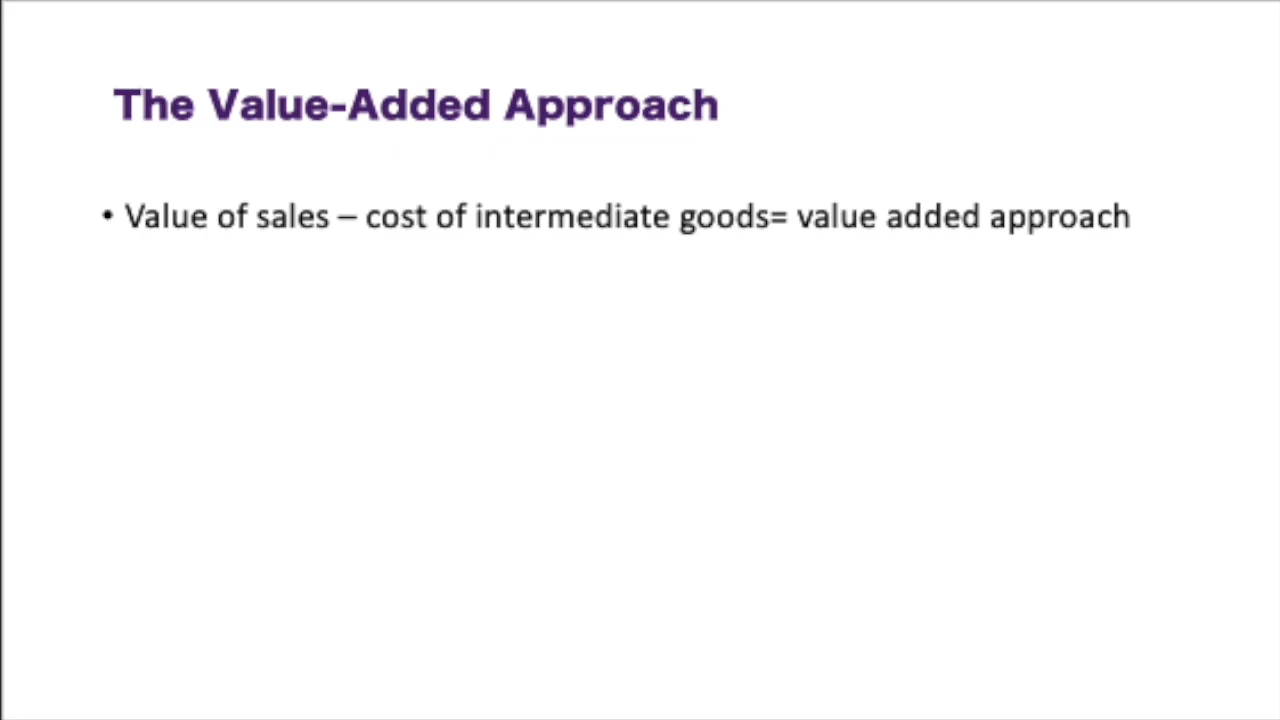 The Value-Added Approach
• Value of sales – cost of intermediate goods= value added approach